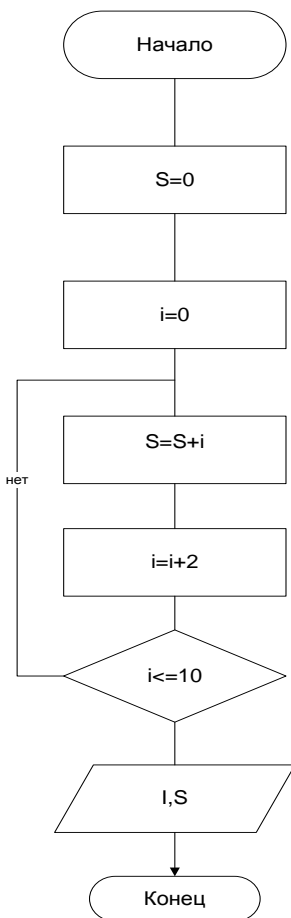 Начало
S=0
i=0
S=S+i
нет
i=i+2
i<=10
I,S
Конец